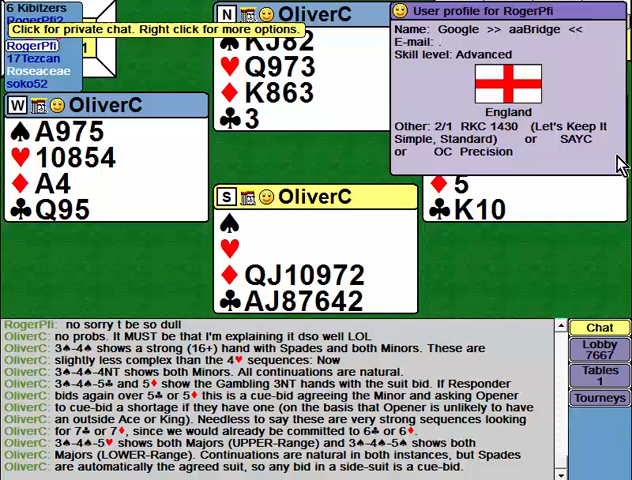 6 Kibitzers
RogerPfi2
Click for private chat. Right click for more options.
RogerPfi
17Tezcan
Roseaceae
soko52
1
N OliverC
♠ KJ82
♥ Q973
♦ K863
♣ 3
User profile for RogerPfi
Name: Google >> aaBridge <<
E-mail: .
Skill level: Advanced
England
Other: 2/1 RKC 1430 (Let's Keep It
Simple, Standard) or SAYC
or OC Precision
W OliverC
♠ A975
♥ 10854
♦ A4
♣ Q95
♦ 5
♣ K10
S OliverC
♠
♥
♦ QJ10972
♣ AJ87642
RogerPfi: no sorry t be so dull
OliverC: no probs. It MUST be that I'm explaining it dso well LOL
OliverC: 3♠-4♠ shows a strong (16+) hand with Spades and both Minors. These are
OliverC: slightly less complex than the 4♥ sequences: Now
OliverC: 3♠-4♠-4NT shows both Minors. All continuations are natural.
OliverC: 3♠-4♠-5♣ and 5♦ show the Gambling 3NT hands with the suit bid. If Responder
OliverC: bids again over 5♣ or 5♦ this is a cue-bid agreeing the Minor and asking Opener
OliverC: to cue-bid a shortage if they have one (on the basis that Opener is unlikely to have
OliverC: an outside Ace or King). Needless to say these are very strong sequences looking
OliverC: for 7♣ or 7♦, since we would already be committed to 6♣ or 6♦.
OliverC: 3♠-4♠-5♥ shows both Majors (UPPER-Range) and 3♠-4♠-5♠ shows both
OliverC: Majors (LOWER-Range). Continuations are natural in both instances, but Spades
OliverC: are automatically the agreed suit, so any bid in a side-suit is a cue-bid.
Chat
Lobby
7667
Tables
1
Tourneys